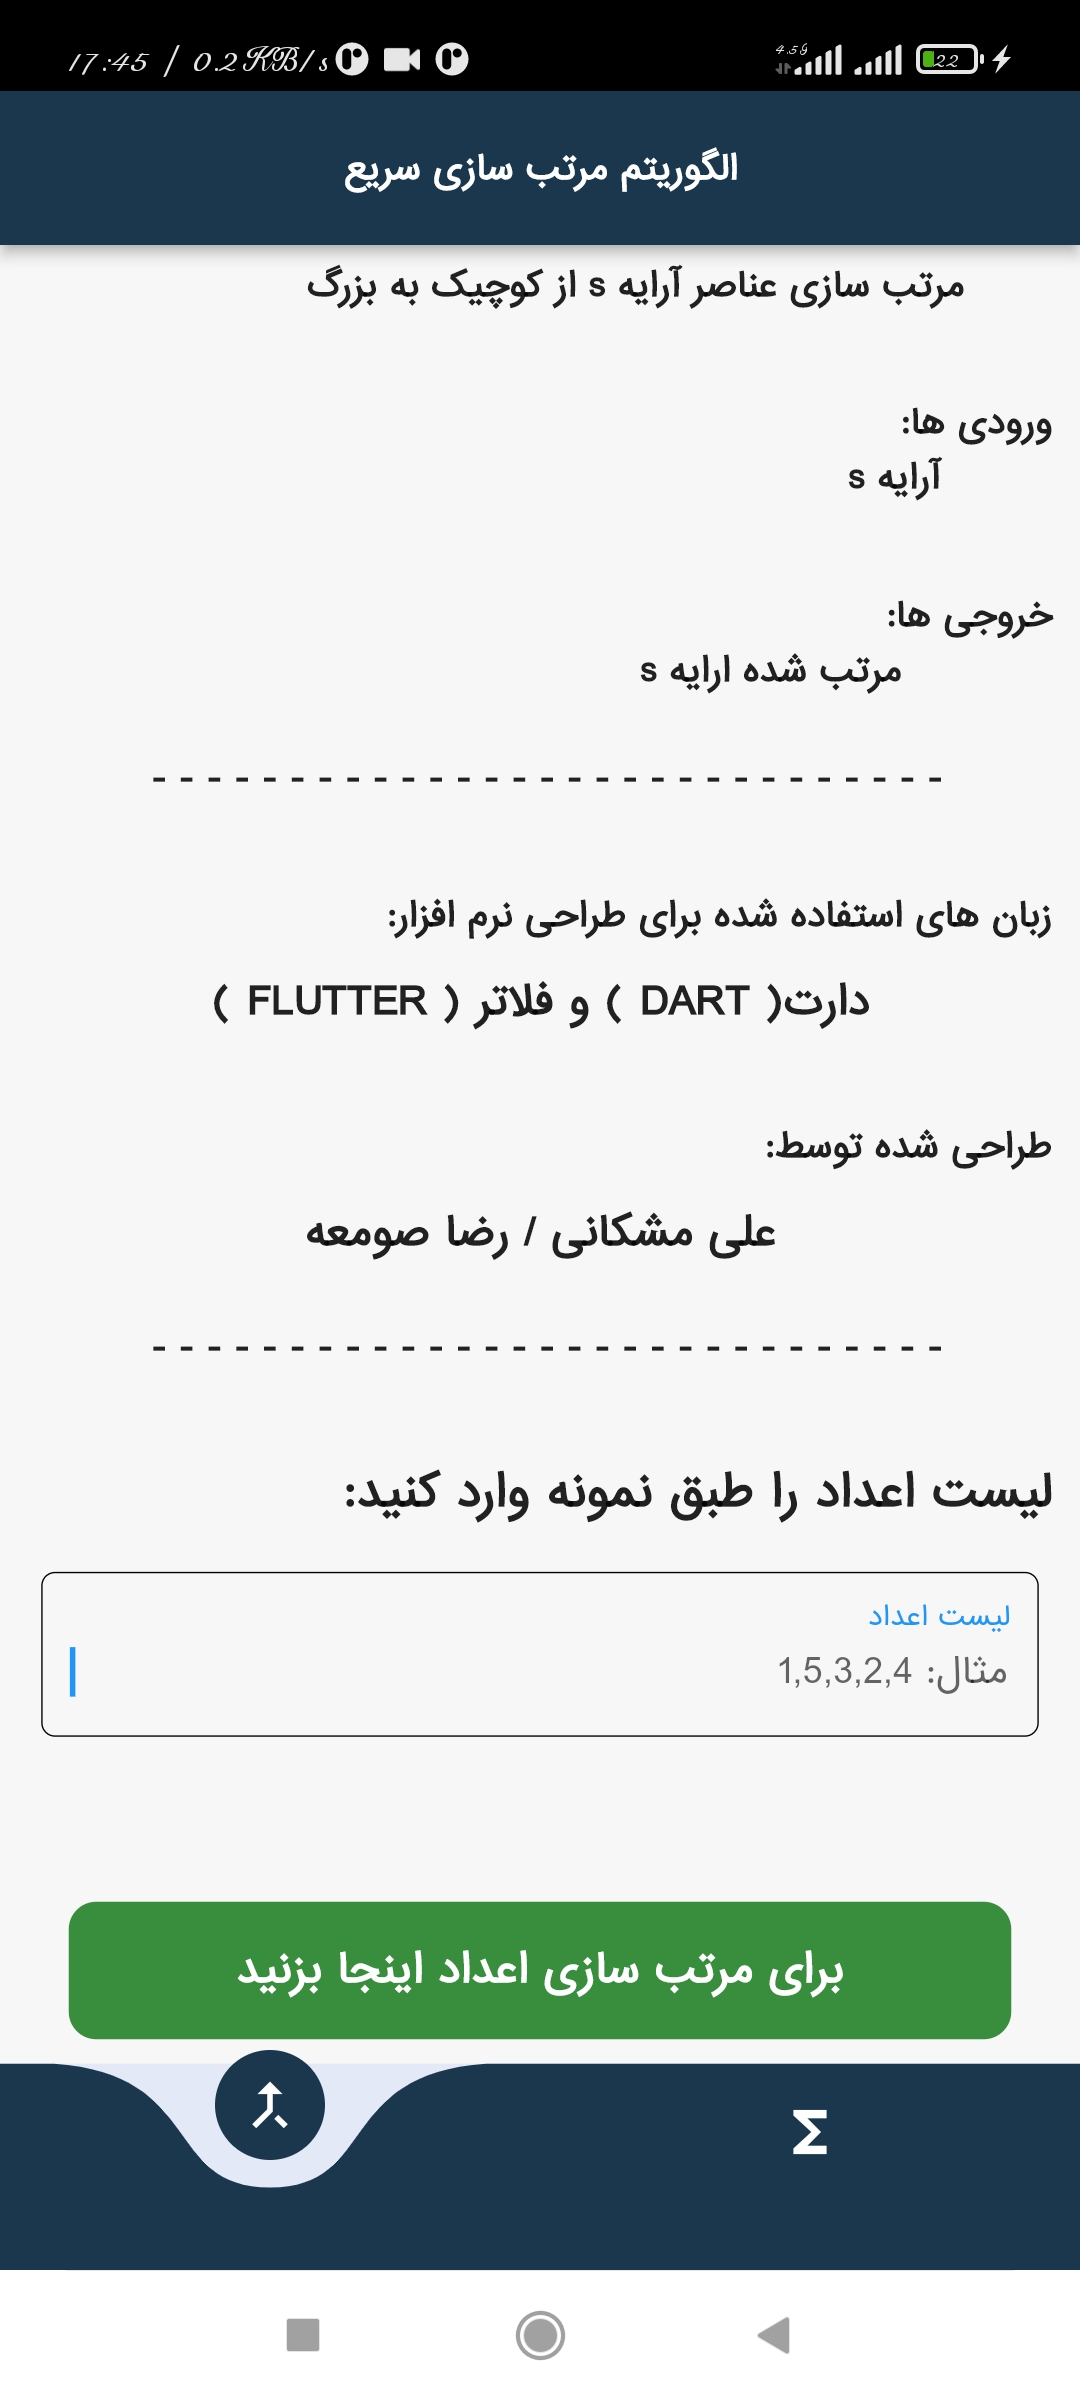 17:45 / 0.2KB/s
4.5G
22
الگوریتم مرتب سازی سریع
مرتب سازی عناصر آرایه s از کوچیک به بزرگ
ورودی ها:
آرایه s
خروجی ها:
مرتب شده ارایه s
- - - - - - - - - - - - - - - - - - - - - - - - - - - - -
زبان های استفاده شده برای طراحی نرم افزار:
دارت( DART ) و فلاتر ( FLUTTER )
طراحی شده توسط:
علی مشکانی / رضا صومعه
- - - - - - - - - - - - - - - - - - - - - - - - - - - - -
لیست اعداد را طبق نمونه وارد کنید:
لیست اعداد
مثال: 1,5,3,2,4
برای مرتب سازی اعداد اینجا بزنید
Σ